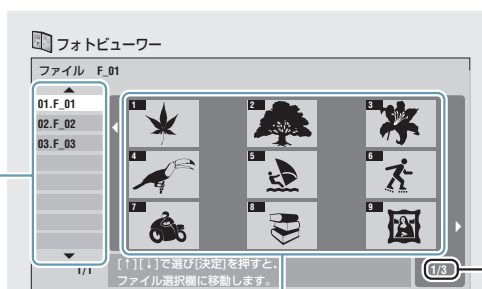 フォトビューワー
ファイル F_01
01.F_01
02.F_02
03.F_03
1
2
3
4
5
6
7
8
9
1/1
[↑][↓]で選び[決定]を押すと、
ファイル選択欄に移動します。
1/3